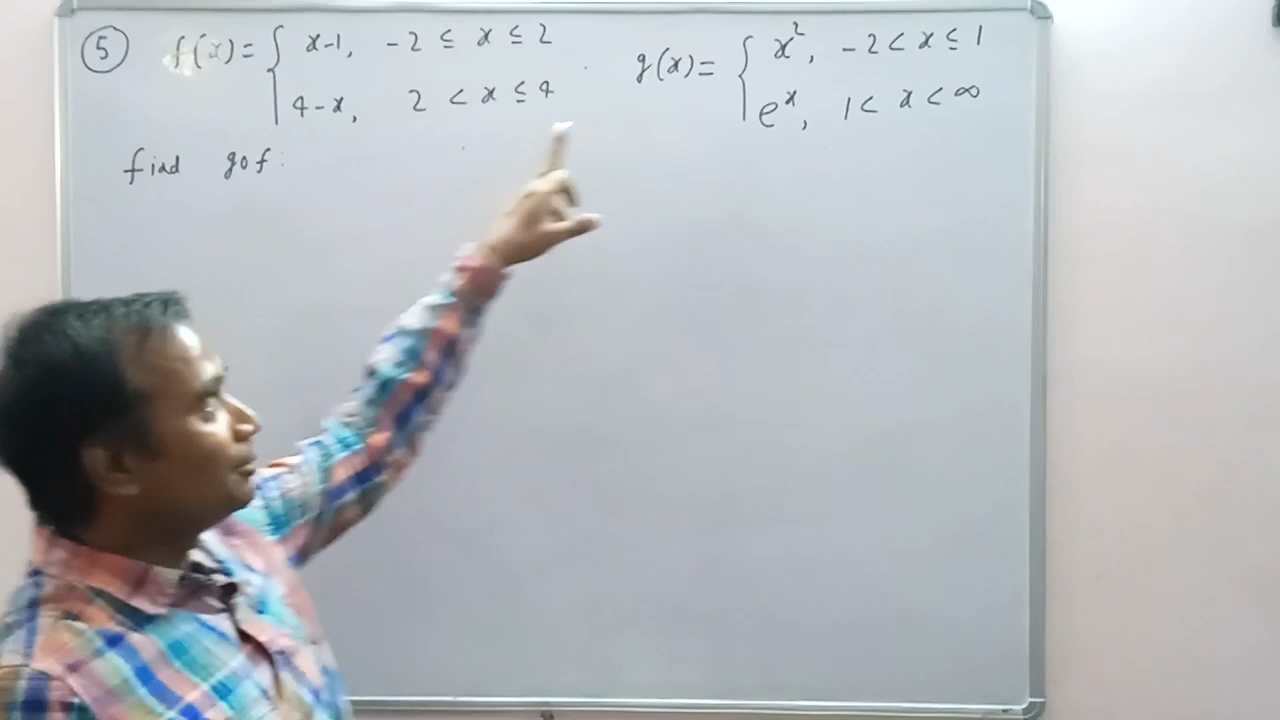 ⑤ f(x) = { x-1, -2 ≤ x ≤ 2
4-x, 2 < x ≤ 4
g(x) = { x², -2 < x ≤ 1
eˣ, 1 < x < ∞
find gof: